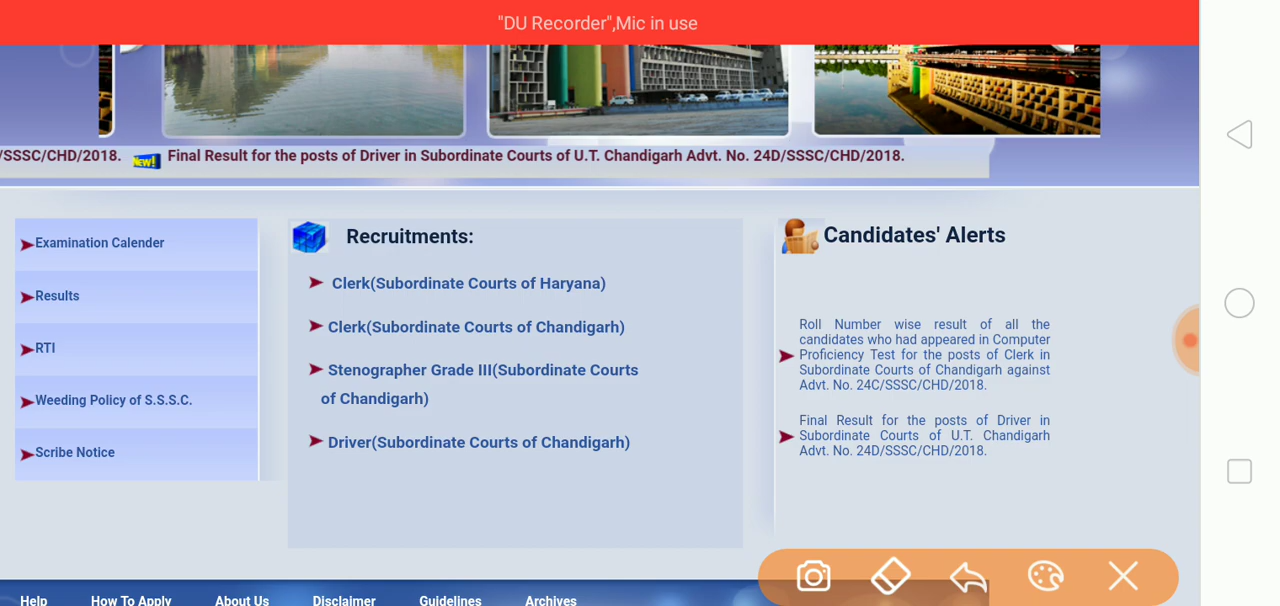 "DU Recorder",Mic in use
/SSSC/CHD/2018. NEW! Final Result for the posts of Driver in Subordinate Courts of U.T. Chandigarh Advt. No. 24D/SSSC/CHD/2018.
Examination Calender
Results
RTI
Weeding Policy of S.S.S.C.
Scribe Notice
Recruitments:
Clerk(Subordinate Courts of Haryana)
Clerk(Subordinate Courts of Chandigarh)
Stenographer Grade III(Subordinate Courts
of Chandigarh)
Driver(Subordinate Courts of Chandigarh)
Candidates' Alerts
Roll Number wise result of all the
candidates who had appeared in Computer
Proficiency Test for the posts of Clerk in
Subordinate Courts of Chandigarh against
Advt. No. 24C/SSSC/CHD/2018.
Final Result for the posts of Driver in
Subordinate Courts of U.T. Chandigarh
Advt. No. 24D/SSSC/CHD/2018.
Help How To Apply About Us Disclaimer Guidelines Archives